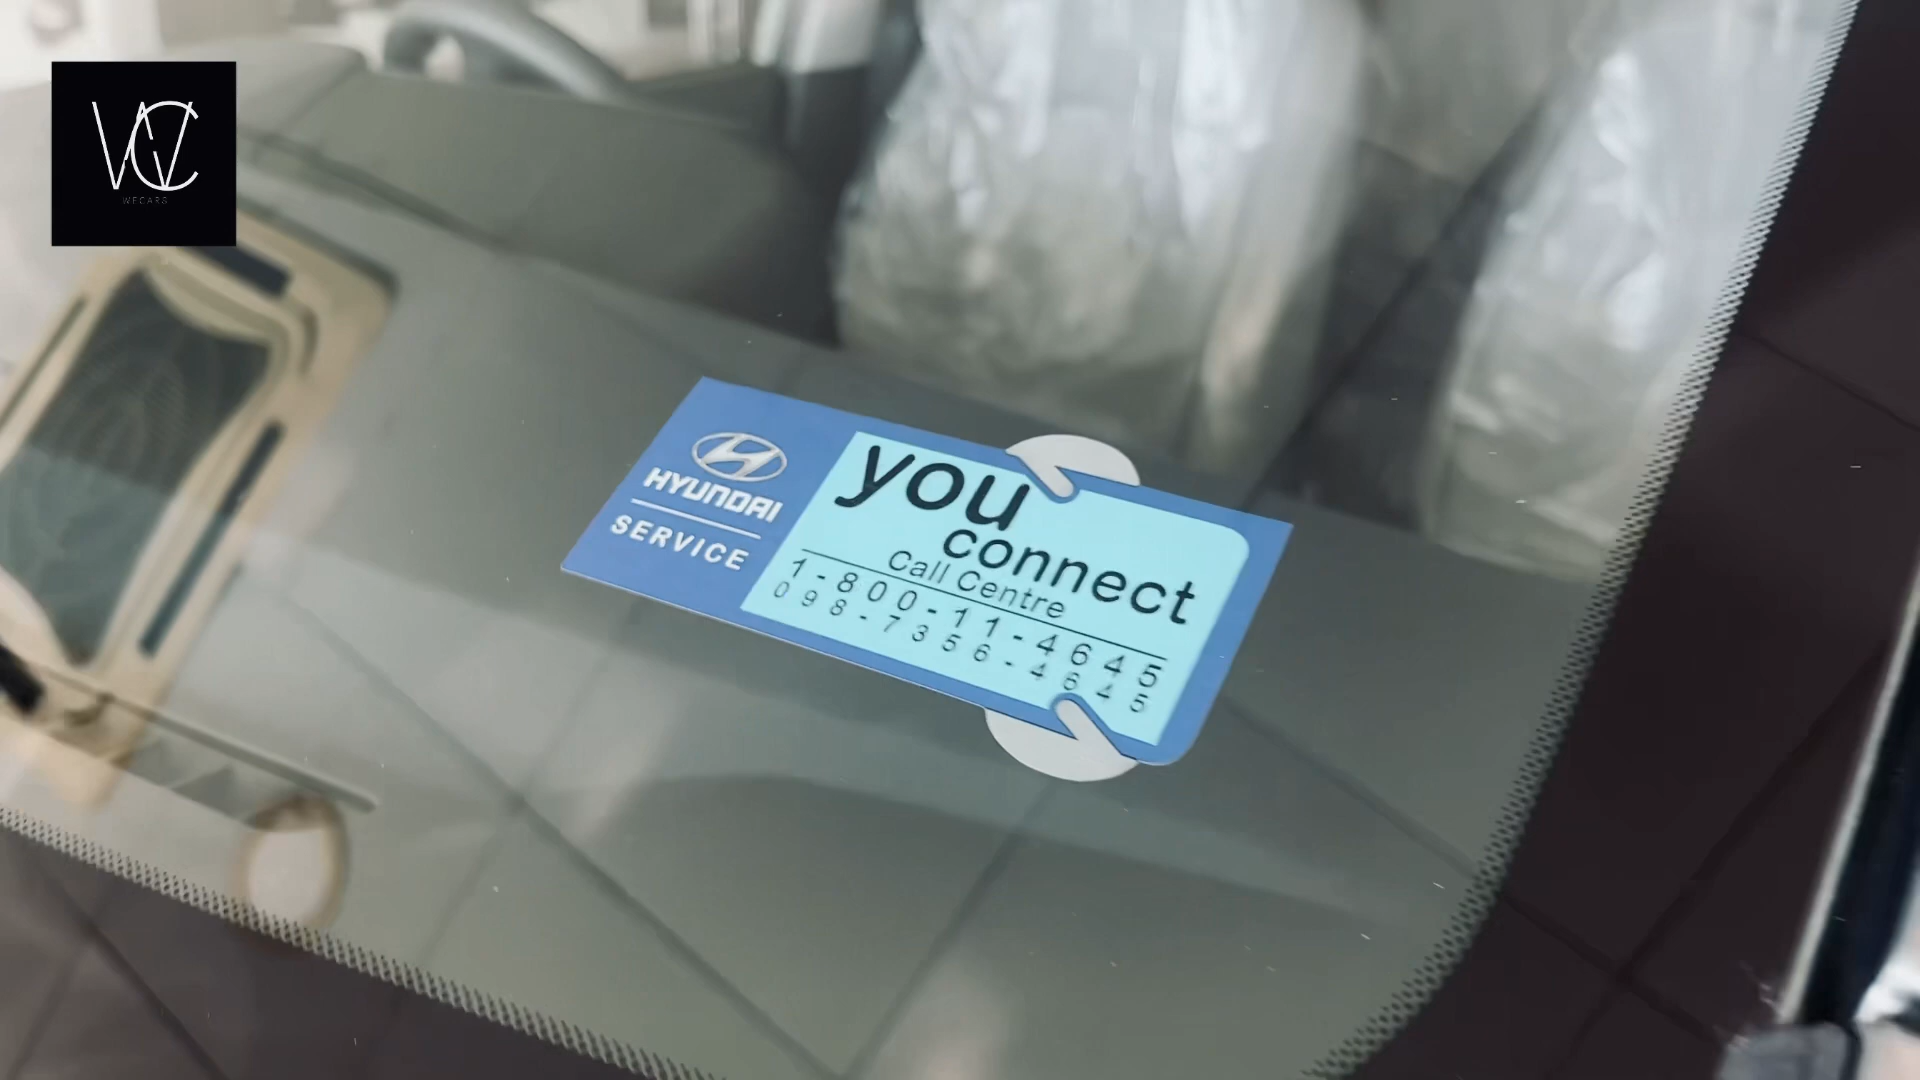 WC
WECARS
HYUNDAI
SERVICE
you
connect
Call Centre
1-800-11-4645
098-7356-4645